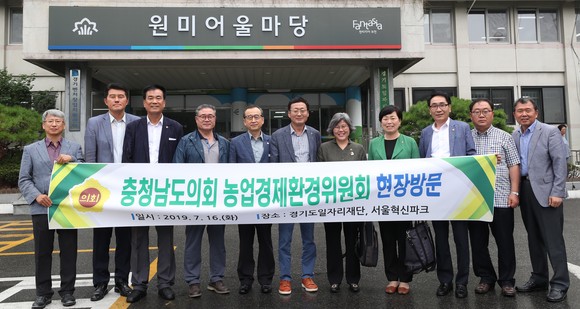 원미어울마당
Fantasia
의회
충청남도의회 농업경제환경위원회 현장방문
일시 : 2019. 7. 16.(화) 장소 : 경기도일자리재단, 서울혁신파크